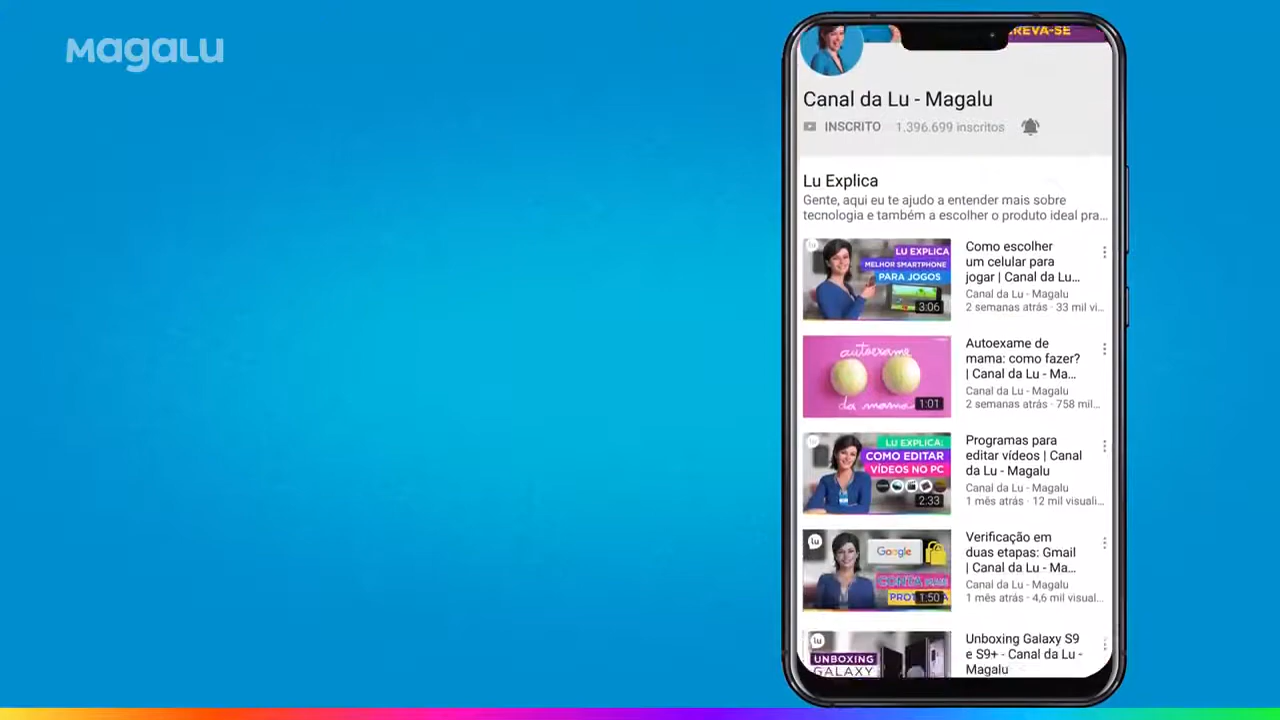 MAGALU
REVA-SE
Canal da Lu - Magalu
INSCRITO 1.396.699 inscritos
Lu Explica
Gente, aqui eu te ajudo a entender mais sobre
tecnologia e também a escolher o produto ideal pra...
lu
LU EXPLICA
MELHOR SMARTPHONE
PARA JOGOS
3:06
Como escolher
um celular para
jogar | Canal da Lu...
Canal da Lu - Magalu
2 semanas atrás · 33 mil vi...
autoexame
da mama
1:01
Autoexame de
mama: como fazer?
| Canal da Lu - Ma...
Canal da Lu - Magalu
2 semanas atrás · 758 mil...
lu
LU EXPLICA:
COMO EDITAR
VÍDEOS NO PC
2:33
Programas para
editar vídeos | Canal
da Lu - Magalu
Canal da Lu - Magalu
1 mês atrás · 12 mil visuali...
lu
Google
CONTA MAIS
1:50
Verificação em
duas etapas: Gmail
| Canal da Lu - Ma...
Canal da Lu - Magalu
1 mês atrás · 4,6 mil visual...
lu
UNBOXING
GALAXY
Unboxing Galaxy S9
e S9+ - Canal da Lu -
Magalu